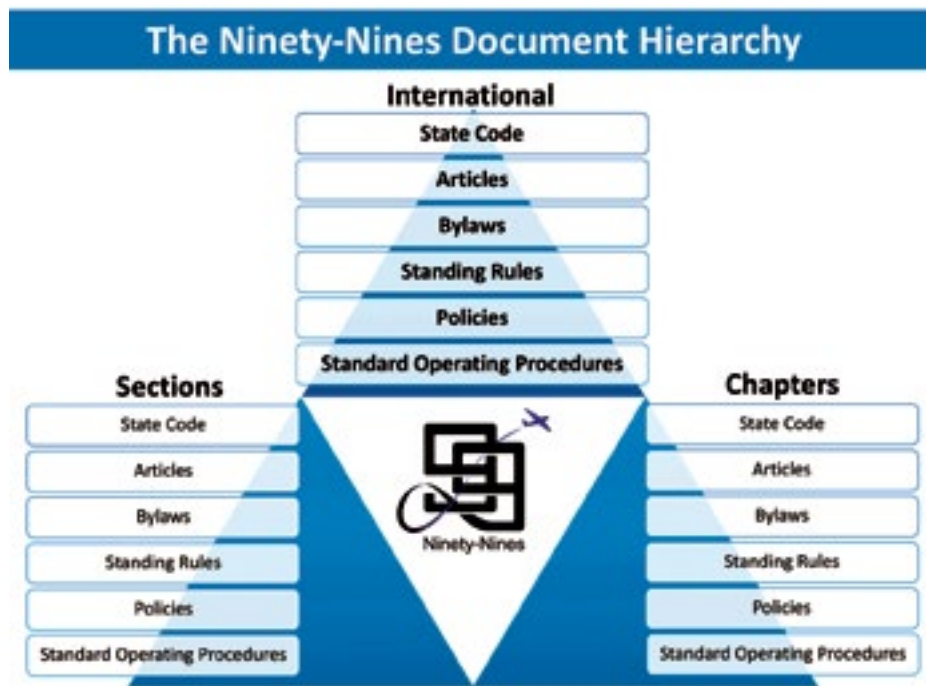 The Ninety-Nines Document Hierarchy
International
State Code
Articles
Bylaws
Standing Rules
Policies
Standard Operating Procedures
Sections
State Code
Articles
Bylaws
Standing Rules
Policies
Standard Operating Procedures
99
Ninety-Nines
Chapters
State Code
Articles
Bylaws
Standing Rules
Policies
Standard Operating Procedures